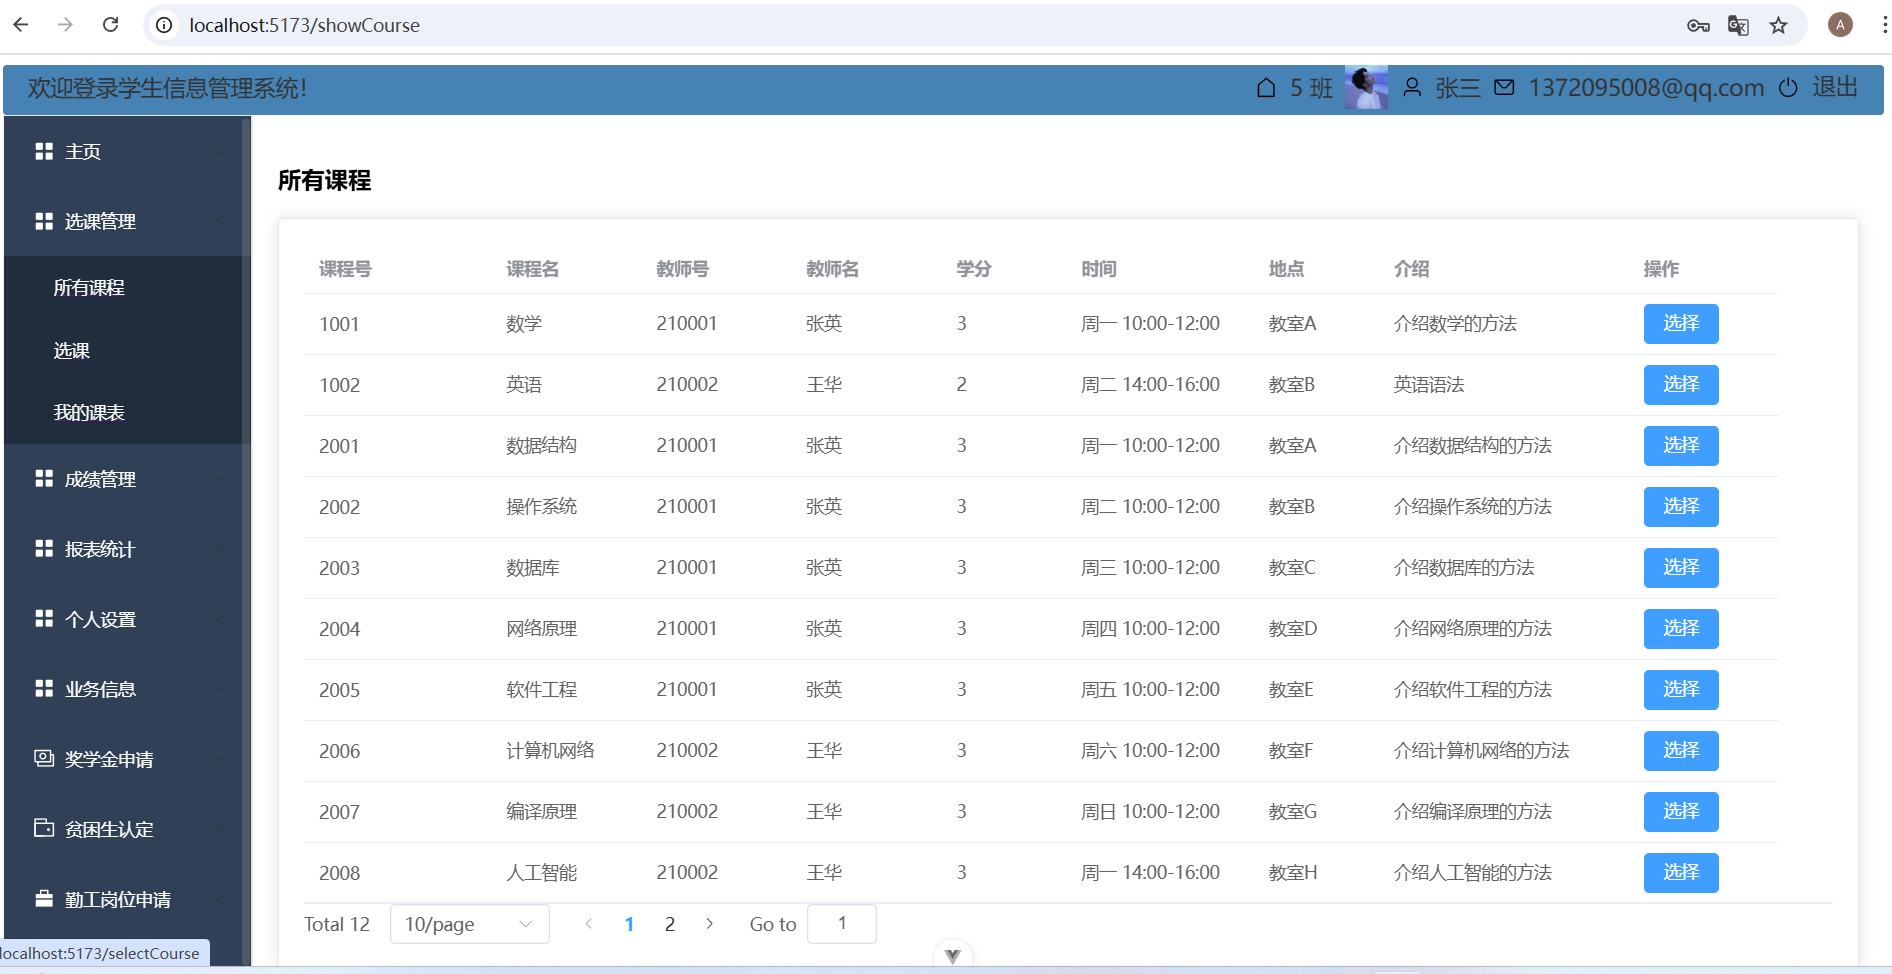 localhost:5173/showCourse
A
欢迎登录学生信息管理系统!
5 班 张三 1372095008@qq.com 退出
主页
选课管理
所有课程
选课
我的课表
成绩管理
报表统计
个人设置
业务信息
奖学金申请
贫困生认定
勤工岗位申请
所有课程
课程号 课程名 教师号 教师名 学分 时间 地点 介绍 操作
1001 数学 210001 张英 3 周一 10:00-12:00 教室A 介绍数学的方法 选择
1002 英语 210002 王华 2 周二 14:00-16:00 教室B 英语语法 选择
2001 数据结构 210001 张英 3 周一 10:00-12:00 教室A 介绍数据结构的方法 选择
2002 操作系统 210001 张英 3 周二 10:00-12:00 教室B 介绍操作系统的方法 选择
2003 数据库 210001 张英 3 周三 10:00-12:00 教室C 介绍数据库的方法 选择
2004 网络原理 210001 张英 3 周四 10:00-12:00 教室D 介绍网络原理的方法 选择
2005 软件工程 210001 张英 3 周五 10:00-12:00 教室E 介绍软件工程的方法 选择
2006 计算机网络 210002 王华 3 周六 10:00-12:00 教室F 介绍计算机网络的方法 选择
2007 编译原理 210002 王华 3 周日 10:00-12:00 教室G 介绍编译原理的方法 选择
2008 人工智能 210002 王华 3 周一 14:00-16:00 教室H 介绍人工智能的方法 选择
Total 12 10/page 1 2 Go to 1
localhost:5173/selectCourse